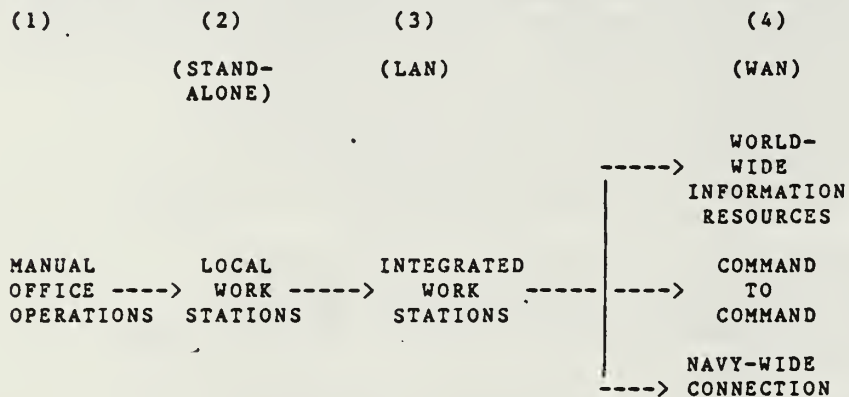 (1) (2) (3) (4)
(STAND- (LAN) (WAN)
ALONE)
WORLD-
-----> WIDE
INFORMATION
RESOURCES
MANUAL LOCAL INTEGRATED COMMAND
OFFICE ----> WORK -----> WORK ----- ----> TO
OPERATIONS STATIONS STATIONS COMMAND
NAVY-WIDE
----> CONNECTION